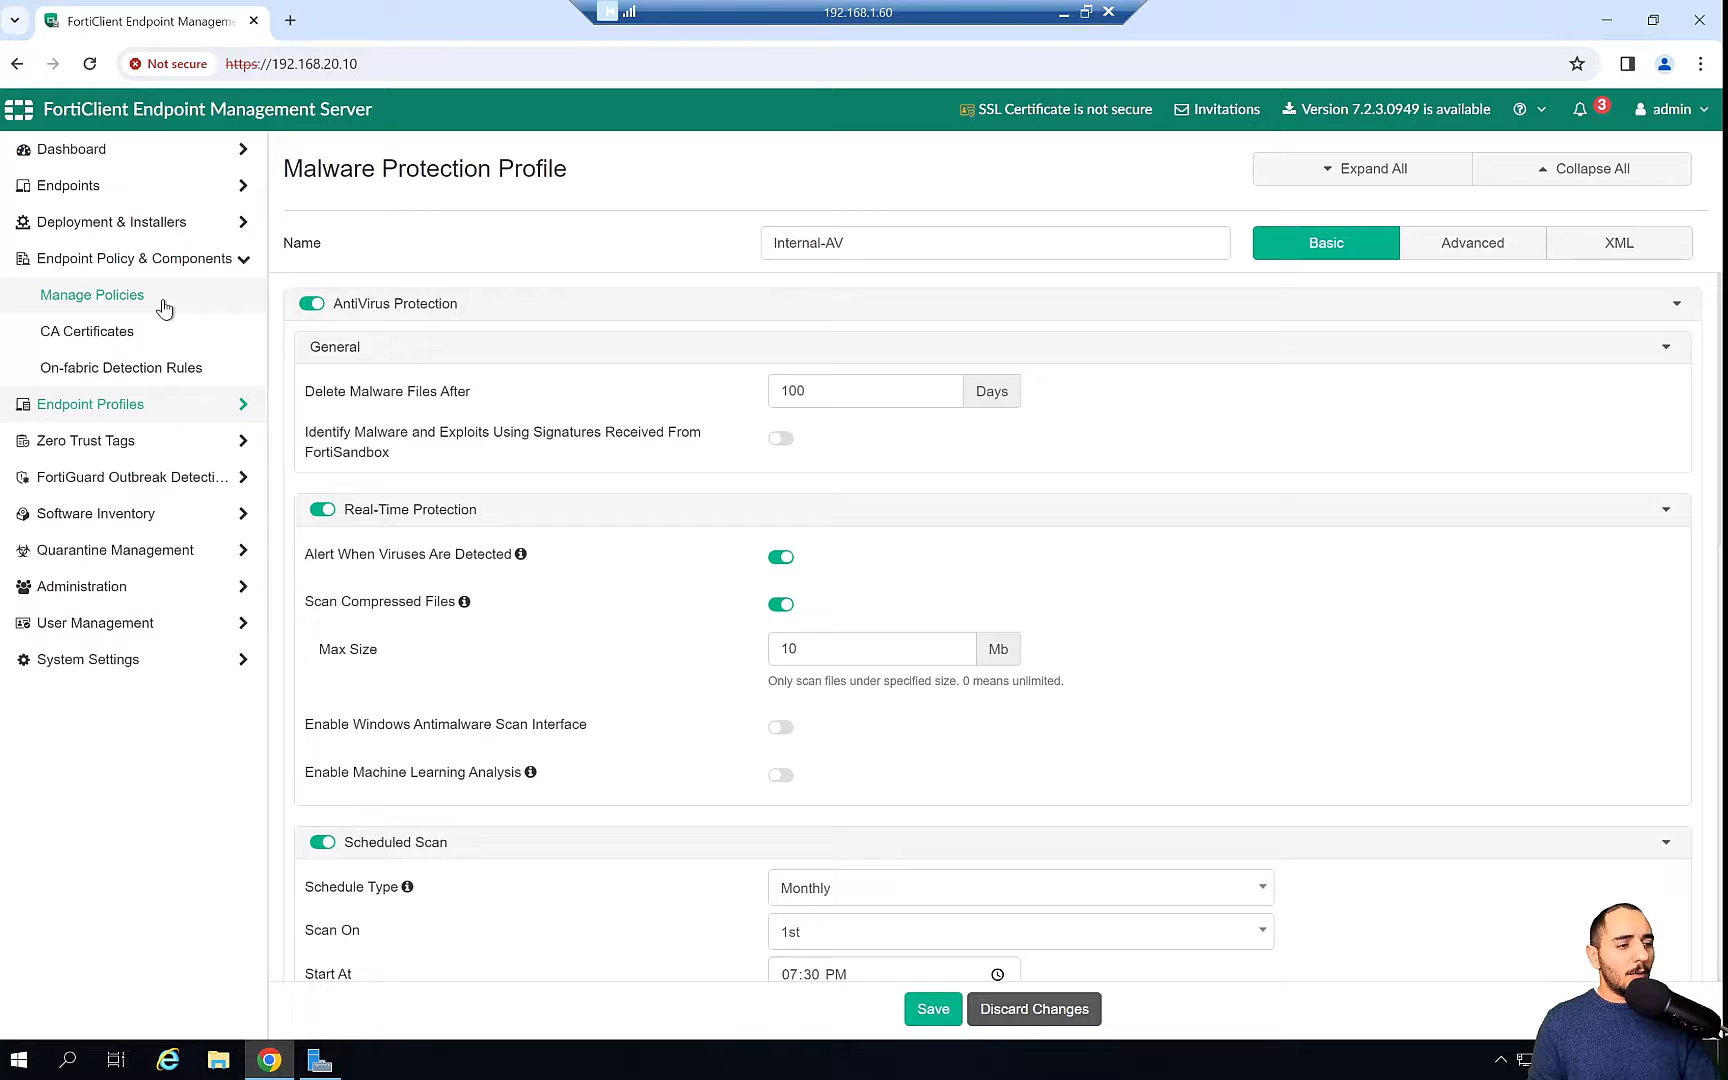 FortiClient Endpoint Manageme
192.168.1.60
Not secure
https://192.168.20.10
FortiClient Endpoint Management Server
SSL Certificate is not secure
Invitations
Version 7.2.3.0949 is available
3
admin
Dashboard
Endpoints
Deployment & Installers
Endpoint Policy & Components
Manage Policies
CA Certificates
On-fabric Detection Rules
Endpoint Profiles
Zero Trust Tags
FortiGuard Outbreak Detecti...
Software Inventory
Quarantine Management
Administration
User Management
System Settings
Malware Protection Profile
Expand All
Collapse All
Name
Internal-AV
Basic
Advanced
XML
AntiVirus Protection
General
Delete Malware Files After
100
Days
Identify Malware and Exploits Using Signatures Received From
FortiSandbox
Real-Time Protection
Alert When Viruses Are Detected
Scan Compressed Files
Max Size
10
Mb
Only scan files under specified size. 0 means unlimited.
Enable Windows Antimalware Scan Interface
Enable Machine Learning Analysis
Scheduled Scan
Schedule Type
Monthly
Scan On
1st
Start At
07:30 PM
Save
Discard Changes